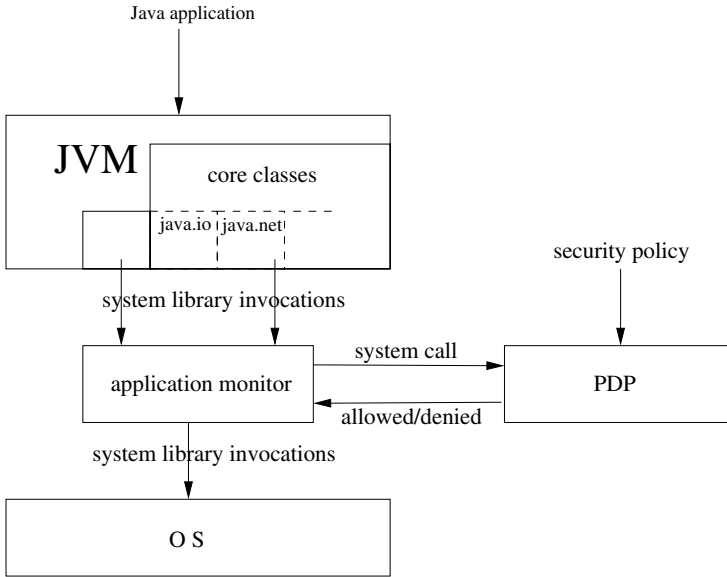 Java application
JVM
core classes
java.io
java.net
security policy
system library invocations
system call
application monitor
PDP
allowed/denied
system library invocations
O S